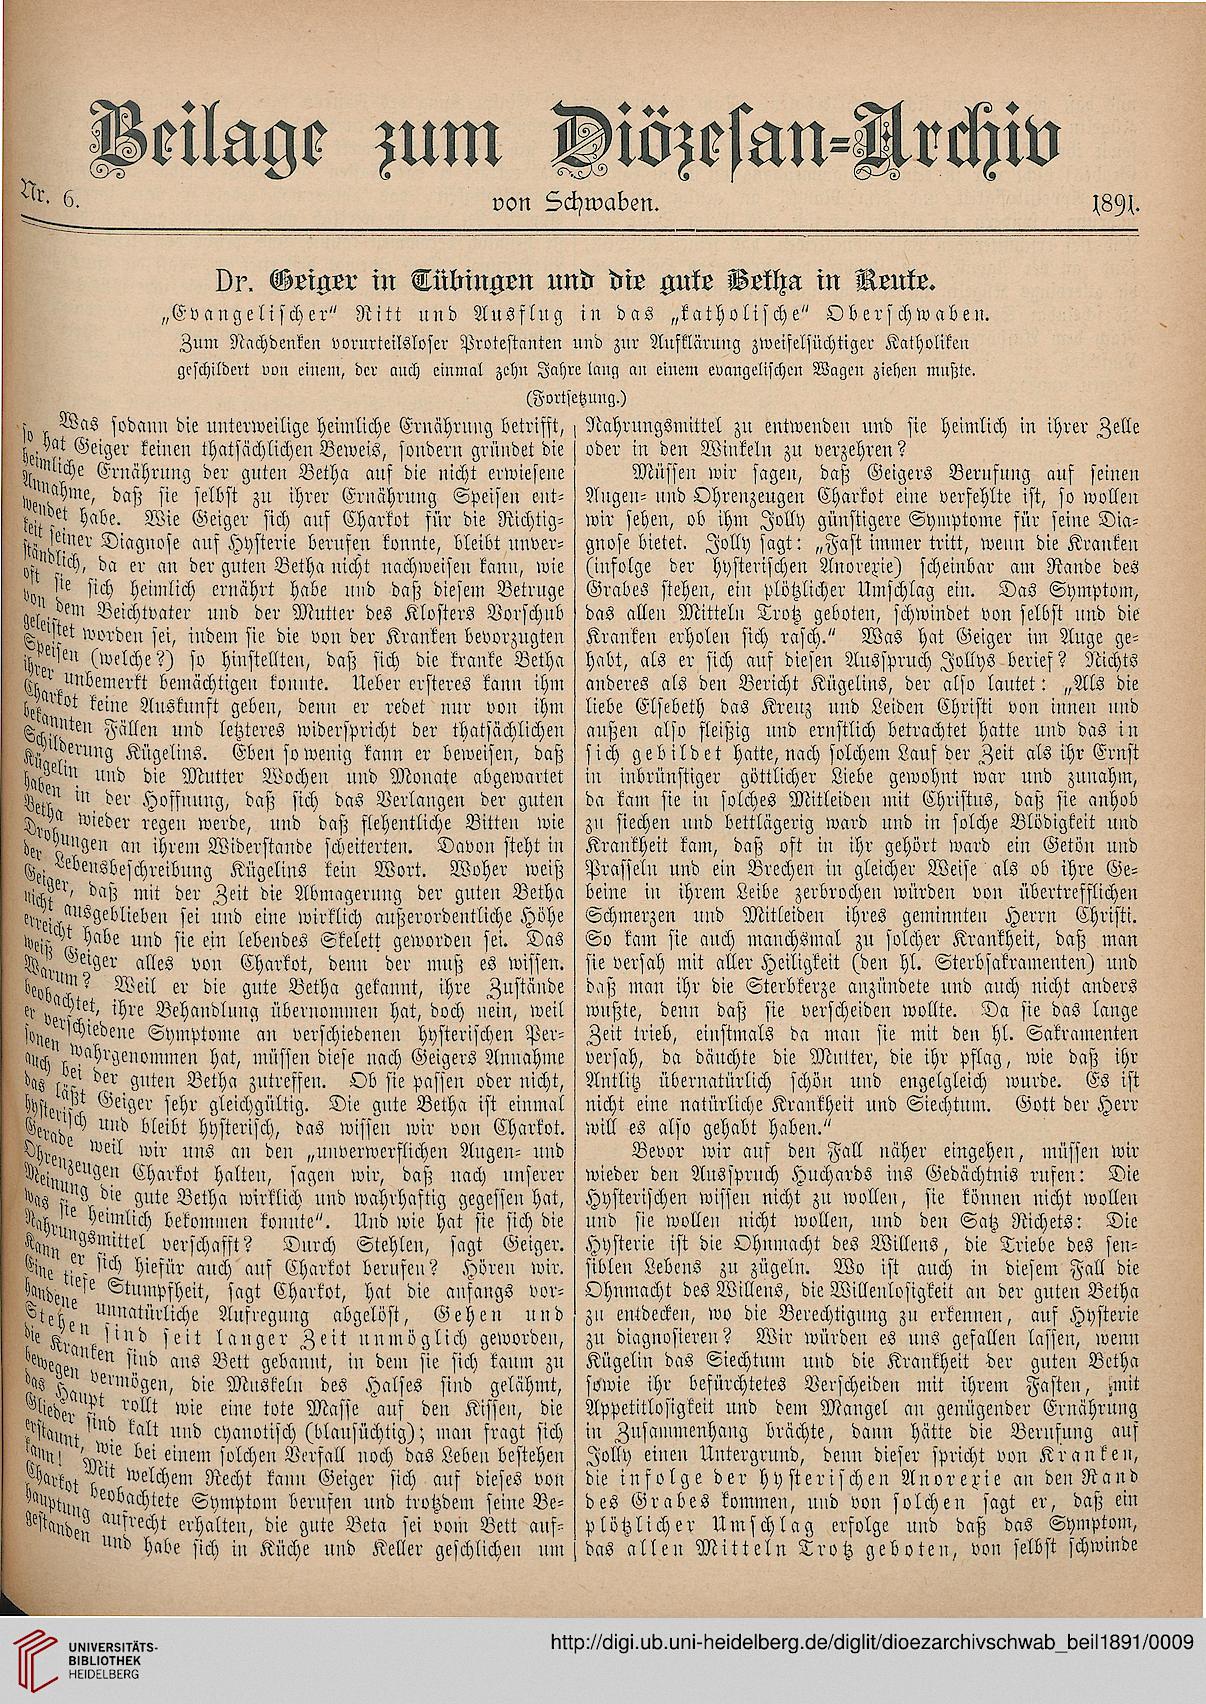 Beilage zum Diözesan-Archiv
Nr. 6. von Schwaben. 1891.
Dr. Geiger in Tübingen und die gute Betha in Reute.
„Evangelischer“ Ritt und Ausflug in das „katholische“ Oberschwaben.
Zum Nachdenken vorurteilsloser Protestanten und zur Aufklärung zweifelsüchtiger Katholiken
geschildert von einem, der auch einmal zehn Jahre lang an einem evangelischen Wagen ziehen mußte.
(Fortsetzung.)
Was sodann die unterweilige heimliche Ernährung betrifft,
so hat Geiger keinen thatsächlichen Beweis, sondern gründet die
heimliche Ernährung der guten Betha auf die nicht erwiesene
Annahme, daß sie selbst zu ihrer Ernährung Speisen ent-
wendet habe. Wie Geiger sich auf Charkot für die Richtig-
keit seiner Diagnose auf Hysterie berufen konnte, bleibt unver-
ständlich, da er an der guten Betha nicht nachweisen kann, wie
oft sie sich heimlich ernährt habe und daß diesem Betruge
von dem Beichtvater und der Mutter des Klosters Vorschub
geleistet worden sei, indem sie die von der Kranken bevorzugten
Speisen (welche?) so hinstellten, daß sich die kranke Betha
ihrer unbemerkt bemächtigen konnte. Ueber ersteres kann ihm
Charkot keine Auskunft geben, denn er redet nur von ihm
bekannten Fällen und letzteres widerspricht der thatsächlichen
Schilderung Kügelins. Eben so wenig kann er beweisen, daß
Kügelin und die Mutter Wochen und Monate abgewartet
haben in der Hoffnung, daß sich das Verlangen der guten
Betha wieder regen werde, und daß flehentliche Bitten wie
Drohungen an ihrem Widerstande scheiterten. Davon steht in
der Lebensbeschreibung Kügelins kein Wort. Woher weiß
Geiger, daß mit der Zeit die Abmagerung der guten Betha
nicht ausgeblieben sei und eine wirklich außerordentliche Höhe
erreicht habe und sie ein lebendes Skelett geworden sei. Das
weiß Geiger alles von Charkot, denn der muß es wissen.
Warum? Weil er die gute Betha gekannt, ihre Zustände
beobachtet, ihre Behandlung übernommen hat, doch nein, weil
er verschiedene Symptome an verschiedenen hysterischen Per-
sonen wahrgenommen hat, müssen diese nach Geigers Annahme
auch bei der guten Betha zutreffen. Ob sie passen oder nicht,
das läßt Geiger sehr gleichgültig. Die gute Betha ist einmal
hysterisch und bleibt hysterisch, das wissen wir von Charkot.
Gerade weil wir uns an den „unverwerflichen Augen- und
Ohrenzeugen Charkot halten, sagen wir, daß nach unserer
Meinung die gute Betha wirklich und wahrhaftig gegessen hat,
was sie heimlich bekommen konnte“. Und wie hat sie sich die
Nahrungsmittel verschafft? Durch Stehlen, sagt Geiger.
Kann er sich hiefür auch auf Charkot berufen? Hören wir.
Eine tiefe Stumpfheit, sagt Charkot, hat die anfangs vor-
handene unnatürliche Aufregung abgelöst, Gehen und
Stehen sind seit langer Zeit unmöglich geworden,
die Kranken sind ans Bett gebannt, in dem sie sich kaum zu
bewegen vermögen, die Muskeln des Halses sind gelähmt,
das Haupt rollt wie eine tote Masse auf den Kissen, die
Glieder sind kalt und cyanotisch (blausüchtig); man fragt sich
erstaunt, wie bei einem solchen Verfall noch das Leben bestehen
kann! Mit welchem Recht kann Geiger sich auf dieses von
Charkot beobachtete Symptom berufen und trotzdem seine Be-
hauptung aufrecht erhalten, die gute Beta sei vom Bett auf-
gestanden und habe sich in Küche und Keller geschlichen um
Nahrungsmittel zu entwenden und sie heimlich in ihrer Zelle
oder in den Winkeln zu verzehren?
Müssen wir sagen, daß Geigers Berufung auf seinen
Augen- und Ohrenzeugen Charkot eine verfehlte ist, so wollen
wir sehen, ob ihm Jolly günstigere Symptome für seine Dia-
gnose bietet. Jolly sagt: „Fast immer tritt, wenn die Kranken
(infolge der hysterischen Anorexie) scheinbar am Rande des
Grabes stehen, ein plötzlicher Umschlag ein. Das Symptom,
das allen Mitteln Trotz geboten, schwindet von selbst und die
Kranken erholen sich rasch.“ Was hat Geiger im Auge ge-
habt, als er sich auf diesen Ausspruch Jollys berief? Nichts
anderes als den Bericht Kügelins, der also lautet: „Als die
liebe Elsebeth das Kreuz und Leiden Christi von innen und
außen also fleißig und ernstlich betrachtet hatte und das in
sich gebildet hatte, nach solchem Lauf der Zeit als ihr Ernst
in inbrünstiger göttlicher Liebe gewohnt war und zunahm,
da kam sie in solches Mitleiden mit Christus, daß sie anhob
zu siechen und bettlägerig ward und in solche Blödigkeit und
Krankheit kam, daß oft in ihr gehört ward ein Getön und
Prasseln und ein Brechen in gleicher Weise als ob ihre Ge-
beine in ihrem Leibe zerbrochen würden von übertrefflichen
Schmerzen und Mitleiden ihres geminnten Herrn Christi.
So kam sie auch manchsmal zu solcher Krankheit, daß man
sie versah mit aller Heiligkeit (den hl. Sterbsakramenten) und
daß man ihr die Sterbkerze anzündete und auch nicht anders
wußte, denn daß sie verscheiden wollte. Da sie das lange
Zeit trieb, einstmals da man sie mit den hl. Sakramenten
versah, da däuchte die Mutter, die ihr pflag, wie daß ihr
Antlitz übernatürlich schön und engelgleich wurde. Es ist
nicht eine natürliche Krankheit und Siechtum. Gott der Herr
will es also gehabt haben.“
Bevor wir auf den Fall näher eingehen, müssen wir
wieder den Ausspruch Huchards ins Gedächtnis rufen: Die
Hysterischen wissen nicht zu wollen, sie können nicht wollen
und sie wollen nicht wollen, und den Satz Richets: Die
Hysterie ist die Ohnmacht des Willens, die Triebe des sen-
siblen Lebens zu zügeln. Wo ist auch in diesem Fall die
Ohnmacht des Willens, die Willenlosigkeit an der guten Betha
zu entdecken, wo die Berechtigung zu erkennen, auf Hysterie
zu diagnosieren? Wir würden es uns gefallen lassen, wenn
Kügelin das Siechtum und die Krankheit der guten Betha
sowie ihr befürchtetes Verscheiden mit ihrem Fasten, mit
Appetitlosigkeit und dem Mangel an genügender Ernährung
in Zusammenhang brächte, dann hätte die Berufung auf
Jolly einen Untergrund, denn dieser spricht von Kranken,
die infolge der hysterischen Anorexie an den Rand
des Grabes kommen, und von solchen sagt er, daß ein
plötzlicher Umschlag erfolge und daß das Symptom,
das allen Mitteln Trotz geboten, von selbst schwinde
UNIVERSITÄTS-
BIBLIOTHEK
HEIDELBERG
http://digi.ub.uni-heidelberg.de/diglit/dioezarchivschwab_beil1891/0009